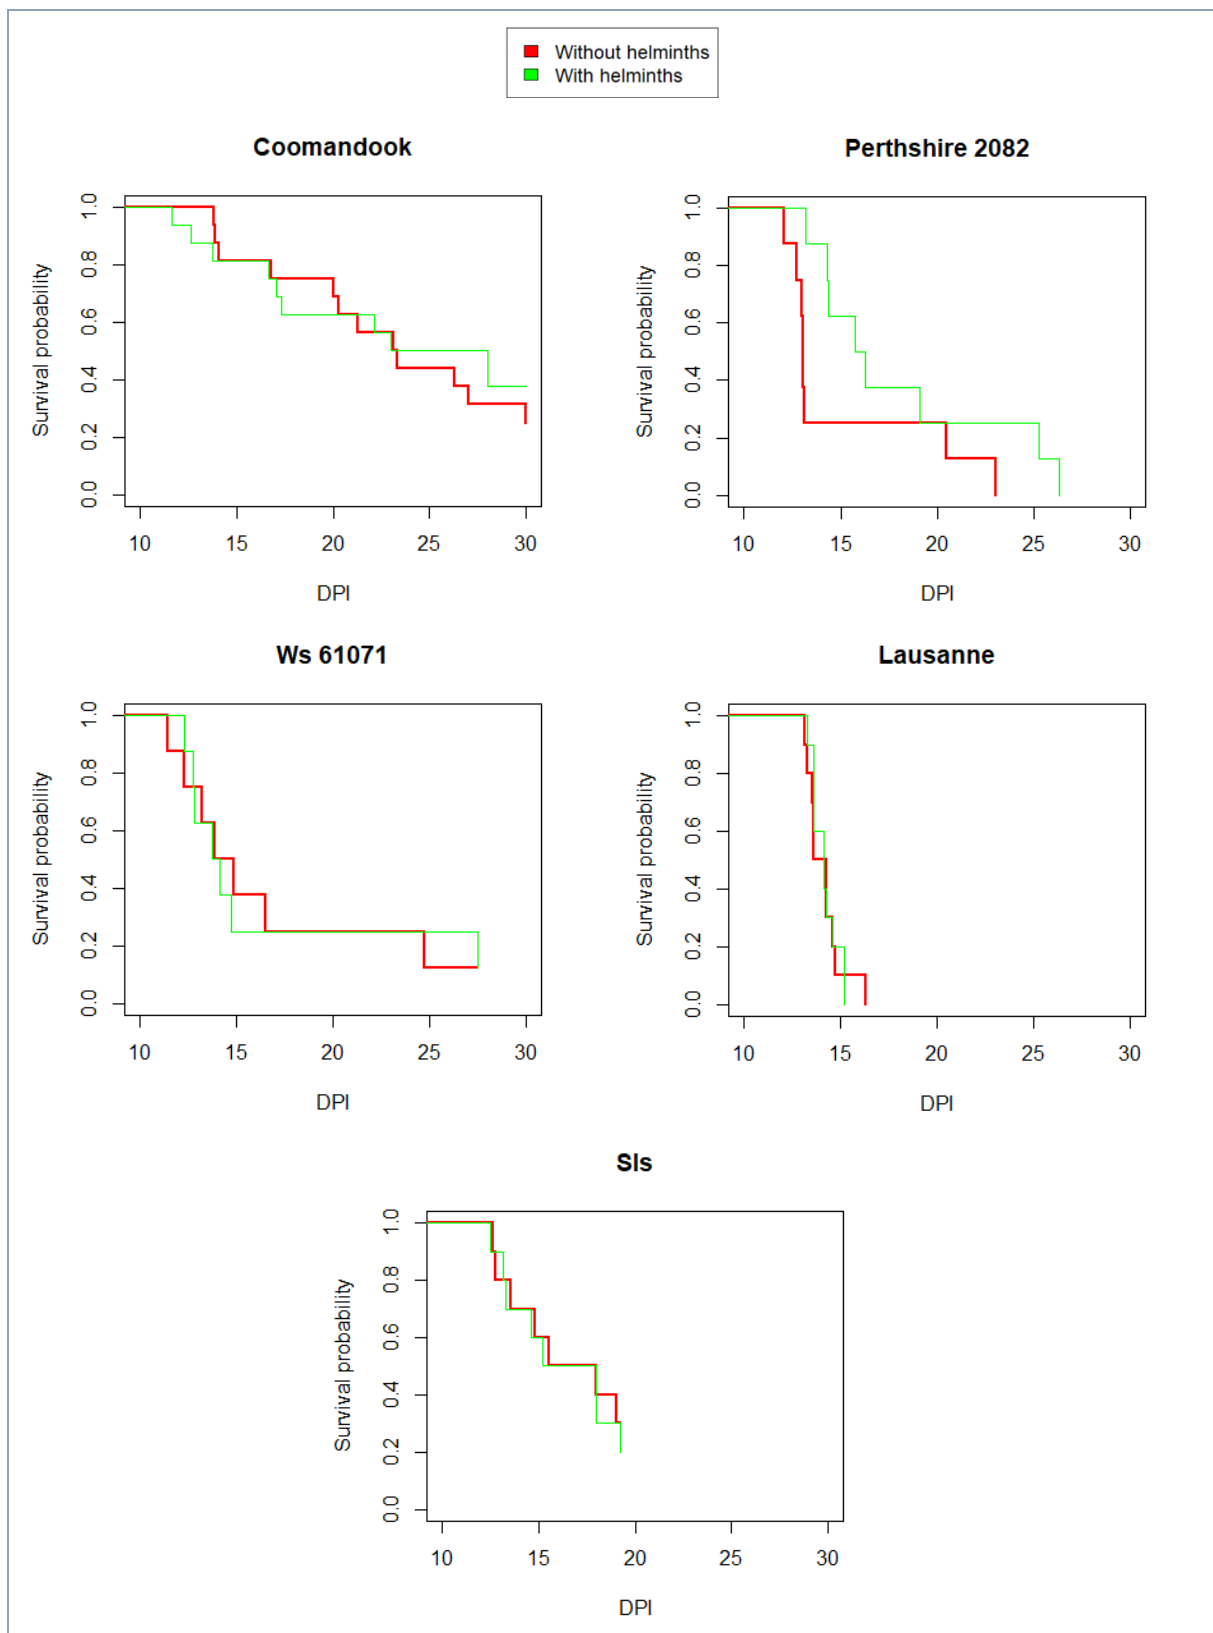 Without helminths
With helminths
Coomandook
Perthshire 2082
Survival probability
0.0 0.2 0.4 0.6 0.8 1.0
10 15 20 25 30
DPI
Survival probability
0.0 0.2 0.4 0.6 0.8 1.0
10 15 20 25 30
DPI
Ws 61071
Lausanne
Survival probability
0.0 0.2 0.4 0.6 0.8 1.0
10 15 20 25 30
DPI
Survival probability
0.0 0.2 0.4 0.6 0.8 1.0
10 15 20 25 30
DPI
Sls
Survival probability
0.0 0.2 0.4 0.6 0.8 1.0
10 15 20 25 30
DPI